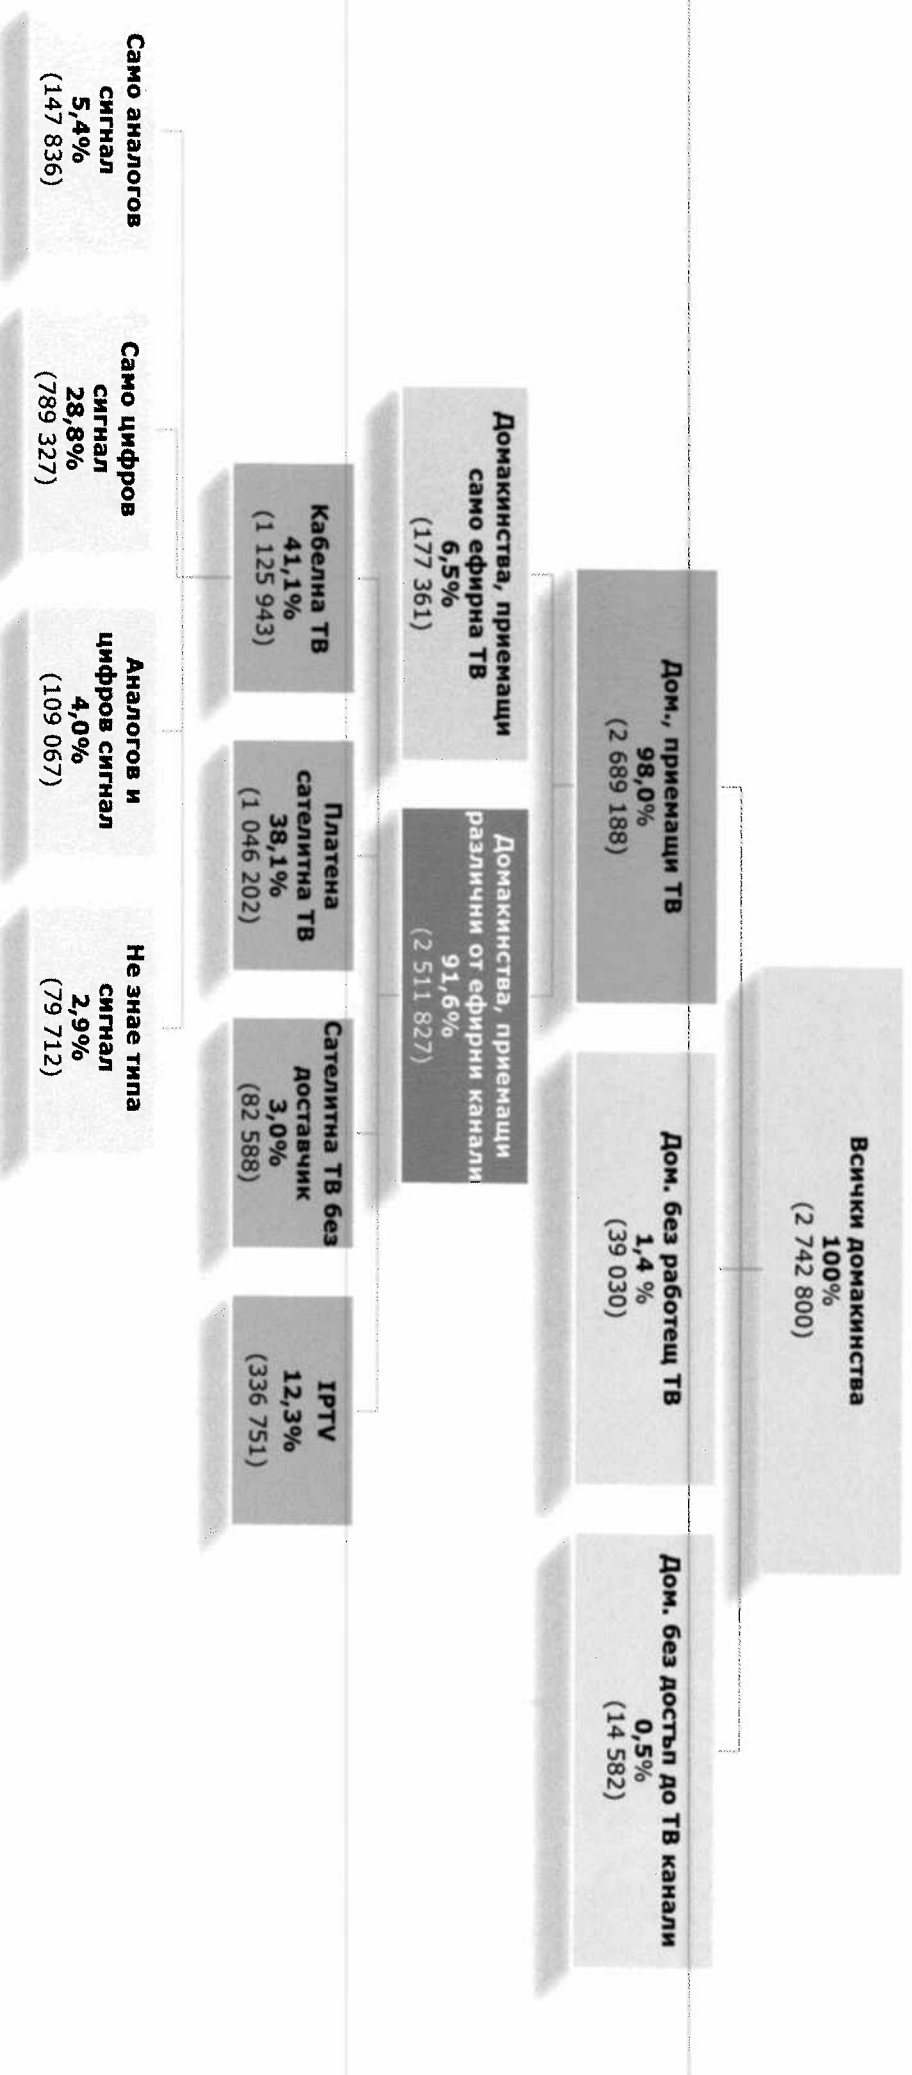 Всички домакинства
100%
(2 742 800)
Дом., приемащи ТВ
98,0%
(2 689 188)
Дом. без работещ ТВ
1,4 %
(39 030)
Дом. без достъп до ТВ канали
0,5%
(14 582)
Домакинства, приемащи
само ефирна ТВ
6,5%
(177 361)
Домакинства, приемащи
различни от ефирни канали
91,6%
(2 511 827)
Кабелна ТВ
41,1%
(1 125 943)
Платена
сателитна ТВ
38,1%
(1 046 202)
Сателитна ТВ без
доставчик
3,0%
(82 588)
IPTV
12,3%
(336 751)
Само аналогов
сигнал
5,4%
(147 836)
Само цифров
сигнал
28,8%
(789 327)
Аналогов и
цифров сигнал
4,0%
(109 067)
Не знае типа
сигнал
2,9%
(79 712)